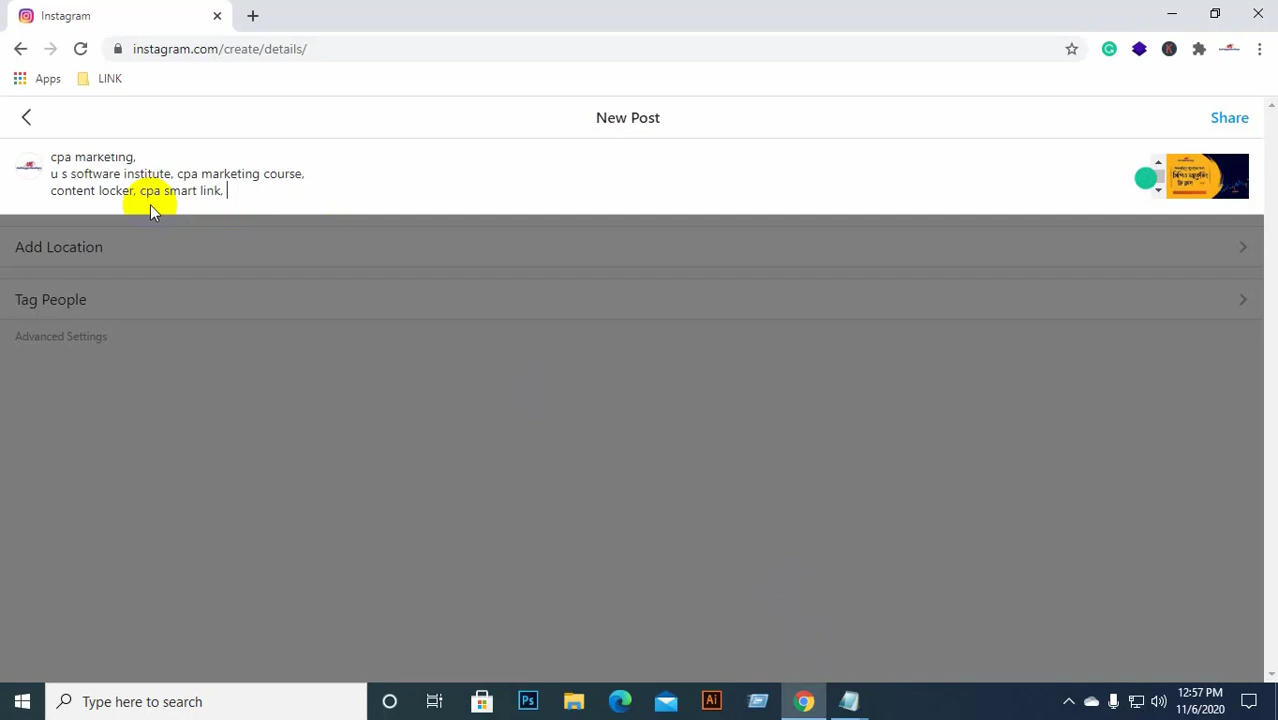 Instagram
instagram.com/create/details/
Apps
LINK
New Post
Share
cpa marketing,
u s software institute, cpa marketing course,
content locker, cpa smart link,
Add Location
Tag People
Advanced Settings
Type here to search
12:57 PM
11/6/2020